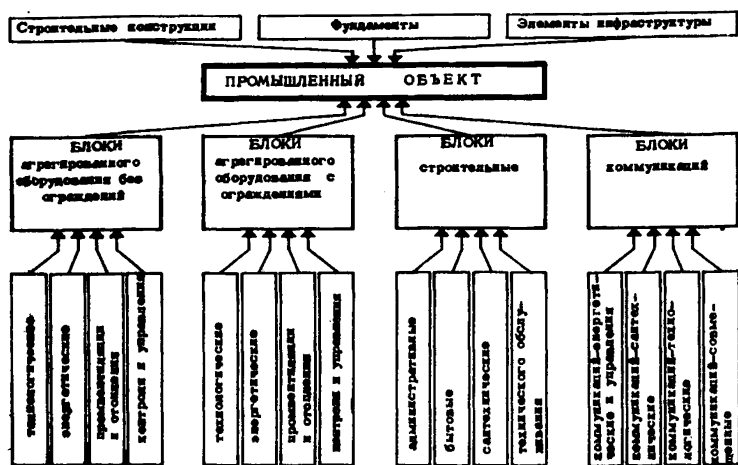 Строительные конструкции
Фундаменты
Элементы инфраструктуры
ПРОМЫШЛЕННЫЙ ОБЪЕКТ
БЛОКИ
агрегированного
оборудования без
ограждений
БЛОКИ
агрегированного
оборудования с
ограждениями
БЛОКИ
строительные
БЛОКИ
коммуникаций
технологические
энергетические
промвентиляции
и отопления
контроля и управления
технологические
энергетические
промвентиляции
и отопления
контроля и управления
административные
бытовые
сантехнические
технического обслу-
живания
коммуникаций-энергети-
ческие и управления
коммуникаций-сантех-
нические
коммуникаций-техно-
логические
коммуникаций-совме-
щенные